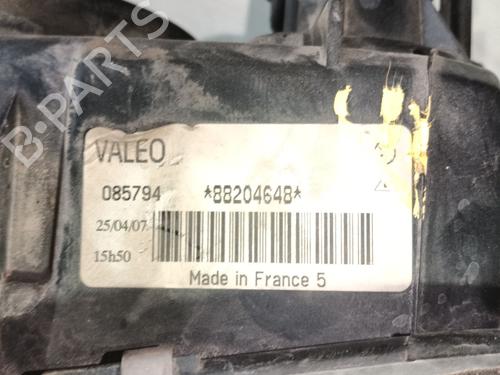 B-PARTS
VALEO
085794 *88204648*
25/04/07
15h50
Made in France 5